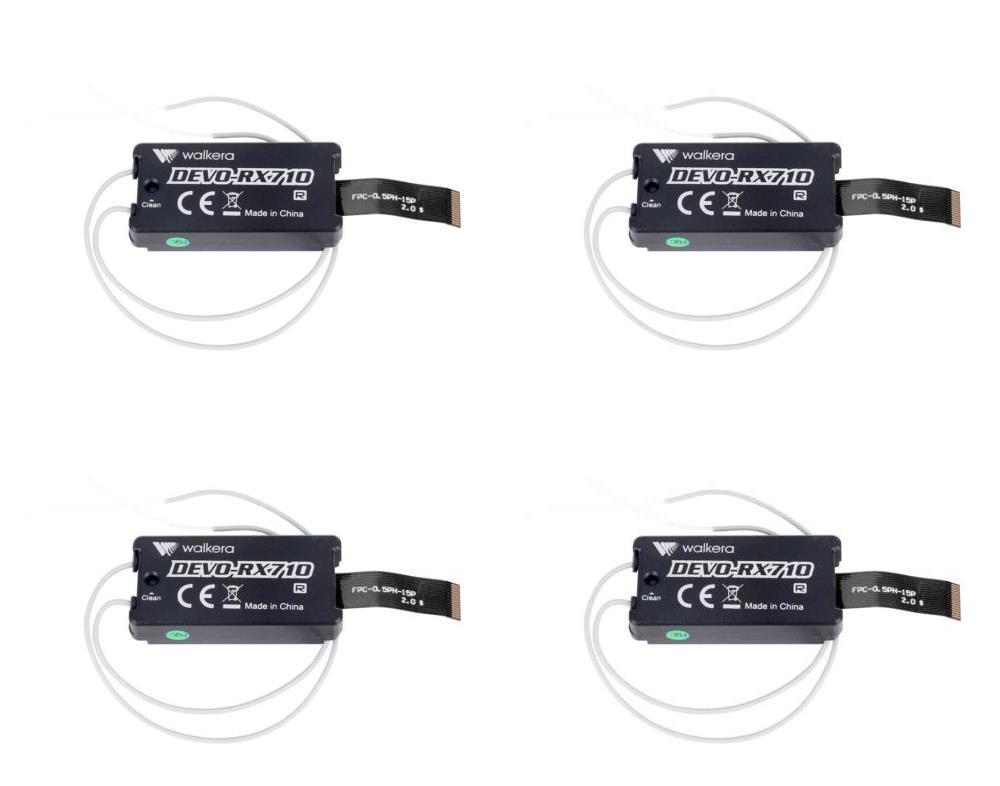 walkera
DEVO-RX710
R
Clean
CE
Made in China
FPC-0.5PH-15P
2.0 $
walkera
DEVO-RX710
R
Clean
CE
Made in China
FPC-0.5PH-15P
2.0 $
walkera
DEVO-RX710
R
Clean
CE
Made in China
FPC-0.5PH-15P
2.0 $
walkera
DEVO-RX710
R
Clean
CE
Made in China
FPC-0.5PH-15P
2.0 $